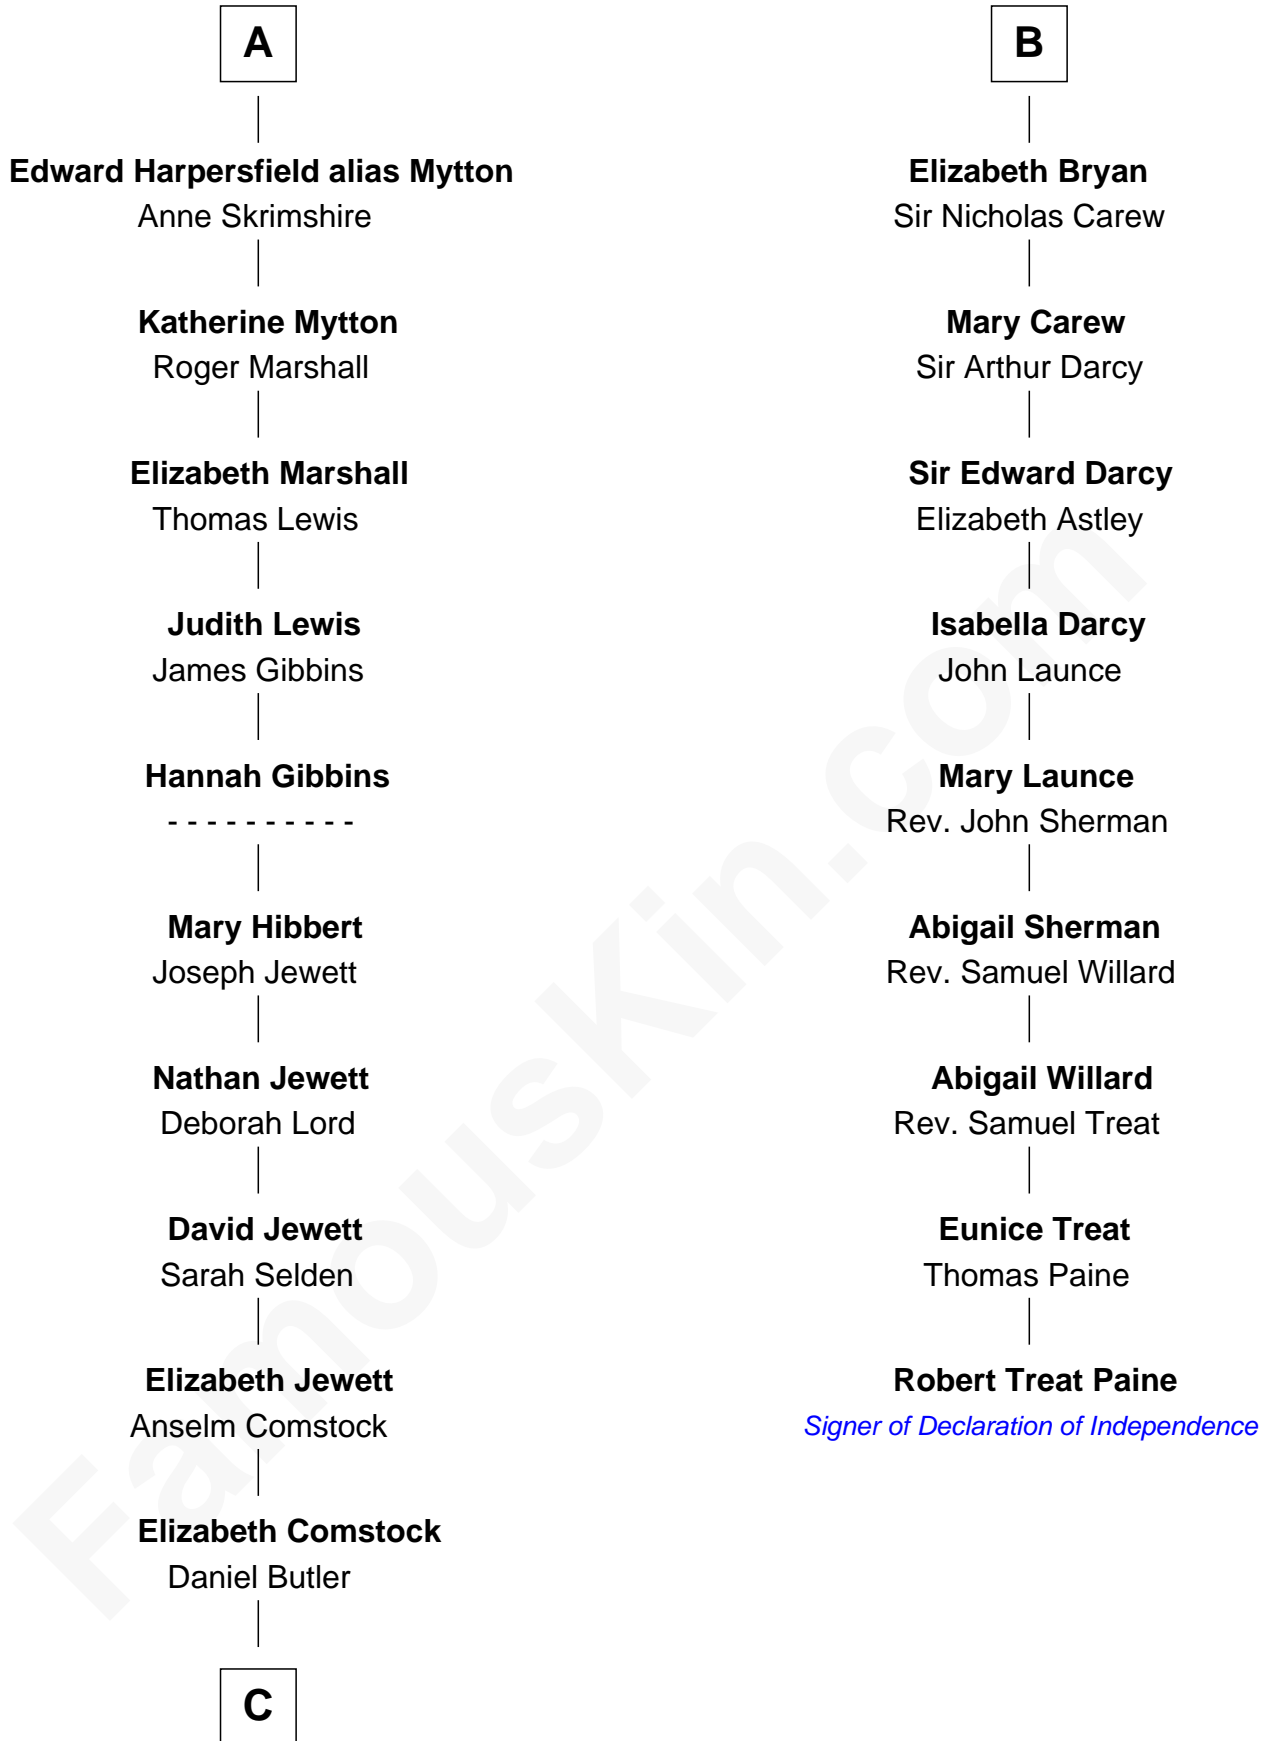 A
Edward Harpersfield alias Mytton
Anne Skrimshire
Katherine Mytton
Roger Marshall
Elizabeth Marshall
Thomas Lewis
Judith Lewis
James Gibbins
Hannah Gibbins
- - - - - - - - - -
Mary Hibbert
Joseph Jewett
Nathan Jewett
Deborah Lord
David Jewett
Sarah Selden
Elizabeth Jewett
Anselm Comstock
Elizabeth Comstock
Daniel Butler
C
B
Elizabeth Bryan
Sir Nicholas Carew
Mary Carew
Sir Arthur Darcy
Sir Edward Darcy
Elizabeth Astley
Isabella Darcy
John Launce
Mary Launce
Rev. John Sherman
Abigail Sherman
Rev. Samuel Willard
Abigail Willard
Rev. Samuel Treat
Eunice Treat
Thomas Paine
Robert Treat Paine
Signer of Declaration of Independence
FamousKin.com